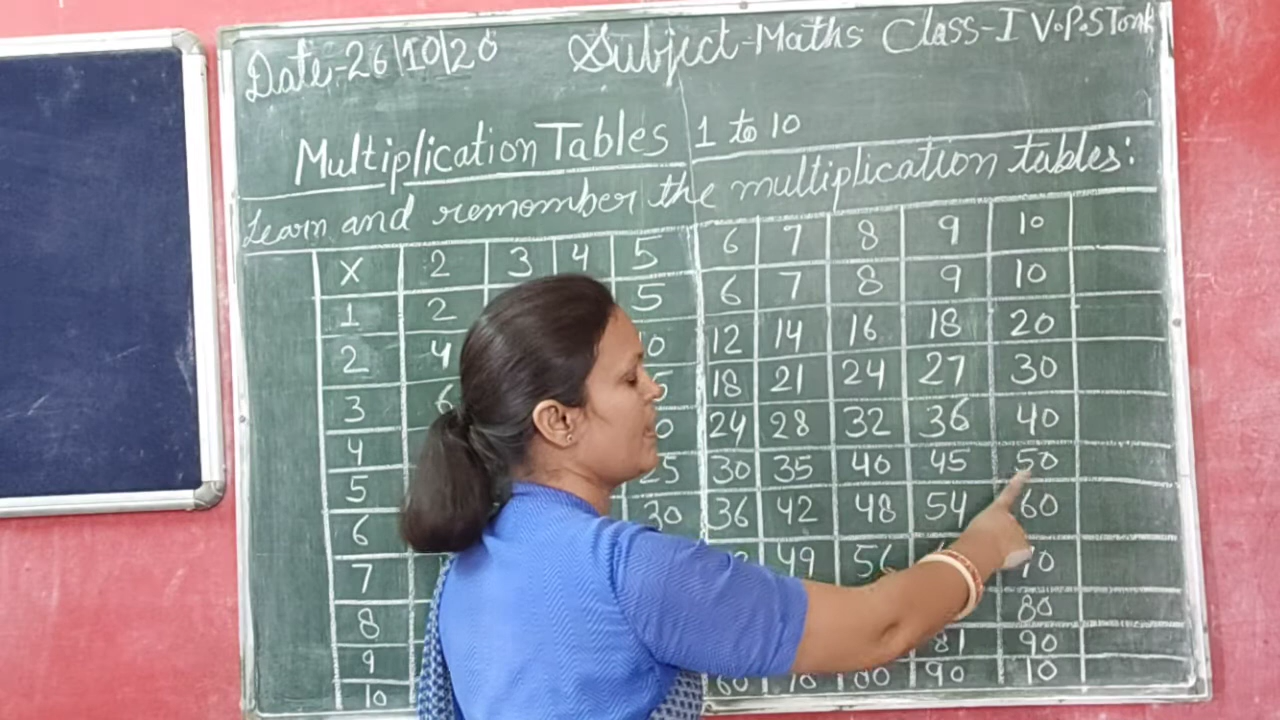 Date-26|10|20 Subject-Maths Class-I V.P.S Tonk
Multiplication Tables 1 to 10
Learn and remomber the multiplication tables:
X 2 3 4 5 6 7 8 9 10
1 2 5 6 7 8 9 10
2 4 12 14 16 18 20
3 6 18 21 24 27 30
4 24 28 32 36 40
5 25 30 35 40 45 50
6 30 36 42 48 54 60
7 49 56 70
8 80
9 81 90
10 60 90 10